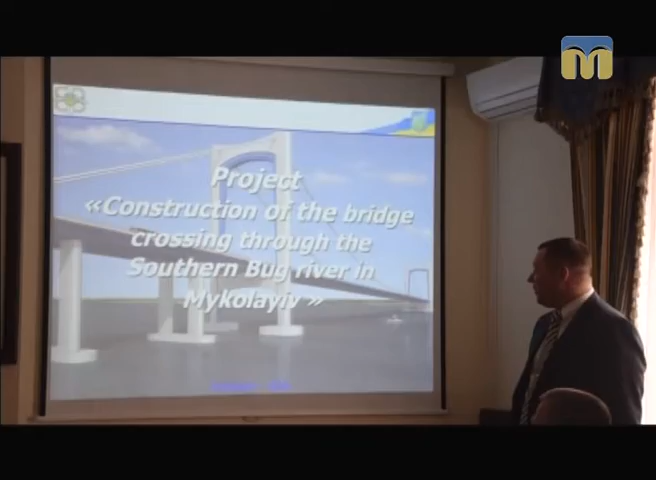 Project
«Construction of the bridge
crossing through the
Southern Bug river in
Mykolayiv »